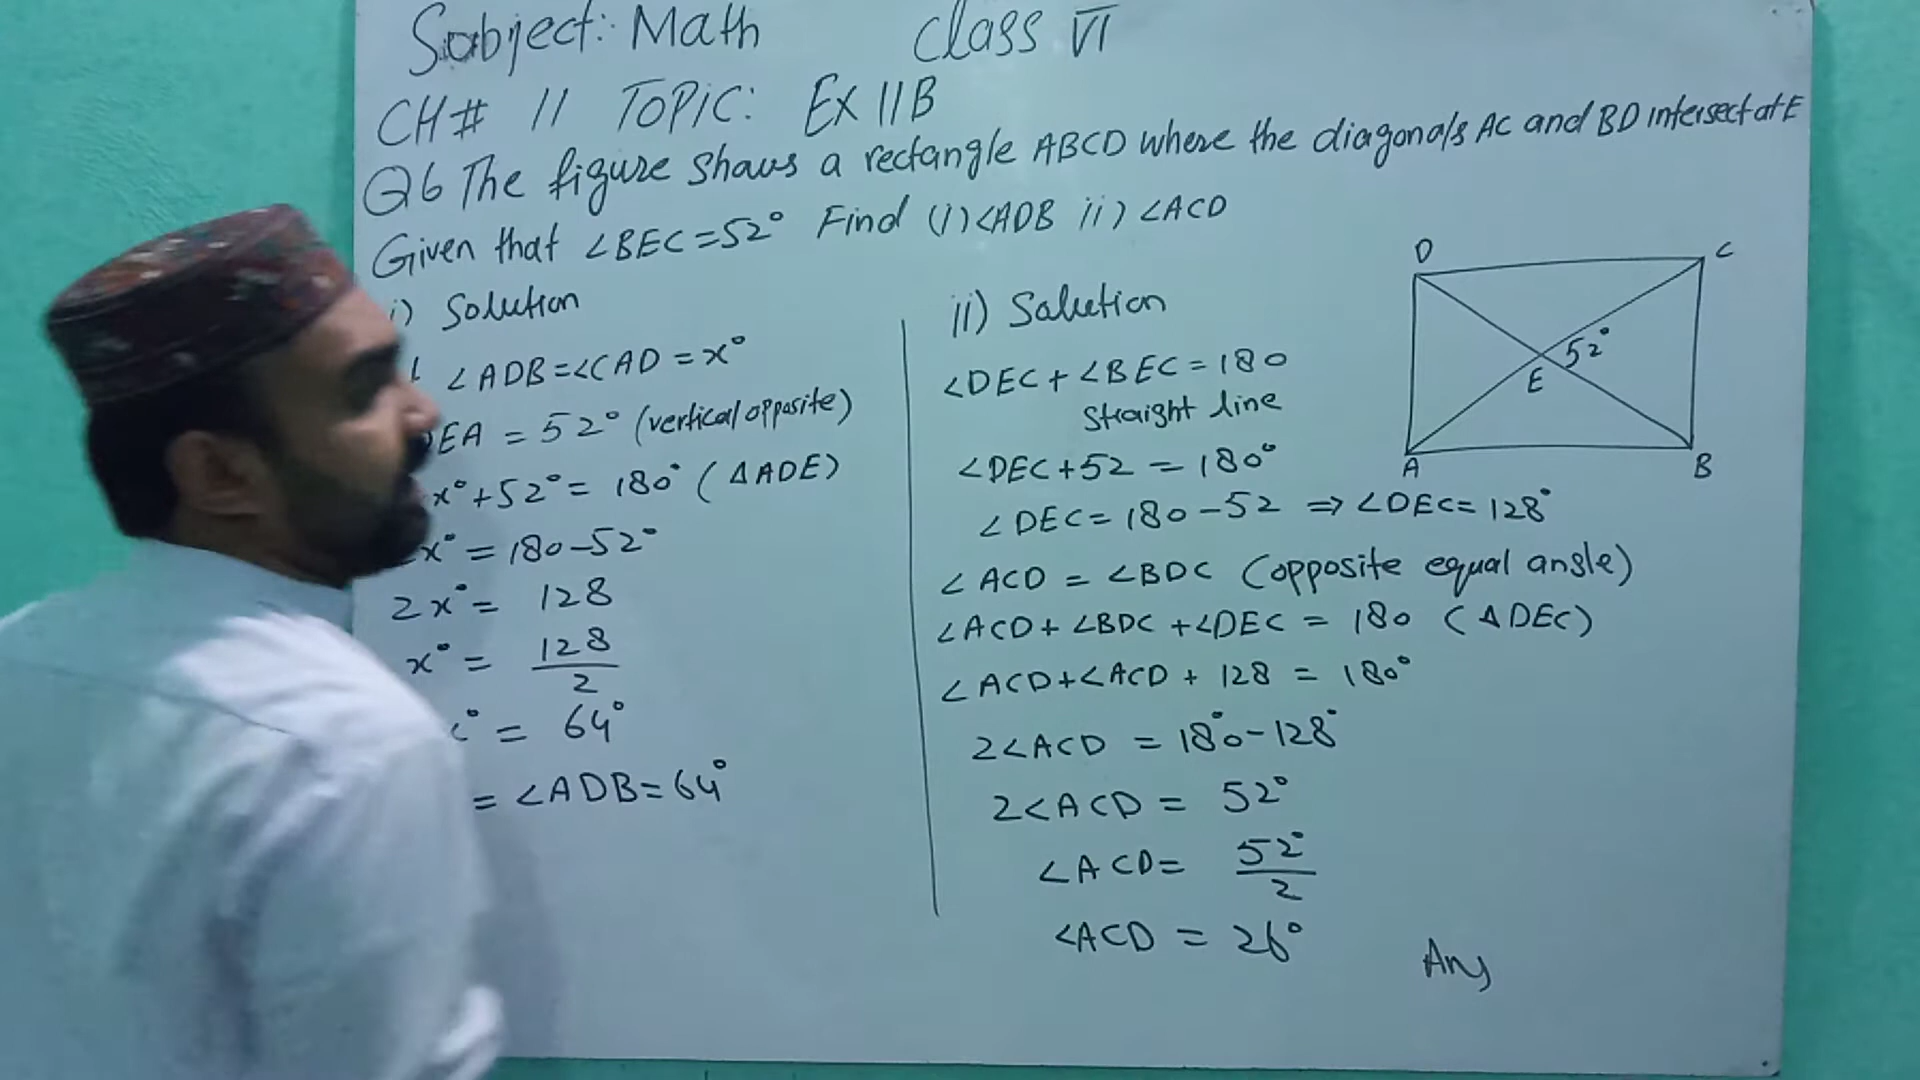 Subject: Math Class VI
CH# 11 TOPIC: EX 11B
Q6 The figure shows a rectangle ABCD where the diagonals AC and BD intersect at E
Given that ∠BEC=52° Find (i)∠ADB ii) ∠ACD
i) Solution
∠ADB=∠CAD=x°
EA = 52° (vertical opposite)
x°+52°= 180° (△ADE)
2x°=180-52°
2x°= 128
x°= 128/2
x°= 64°
=∠ADB=64°
ii) Solution
∠DEC+∠BEC=180
Straight line
∠DEC+52=180°
∠DEC=180-52 ⇒∠DEC=128°
∠ACD=∠BDC (opposite equal angle)
∠ACD+∠BDC+∠DEC=180 (△DEC)
∠ACD+∠ACD+128=180°
2∠ACD=180°-128°
2∠ACD=52°
∠ACD= 52°/2
∠ACD=26°
Ans
D C
52°
E
A B